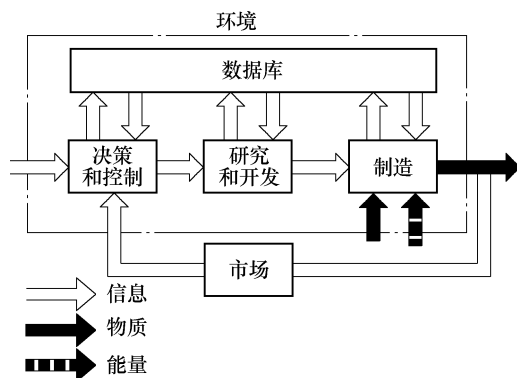 环境
数据库
决策
和控制
研究
和开发
制造
市场
信息
物质
能量